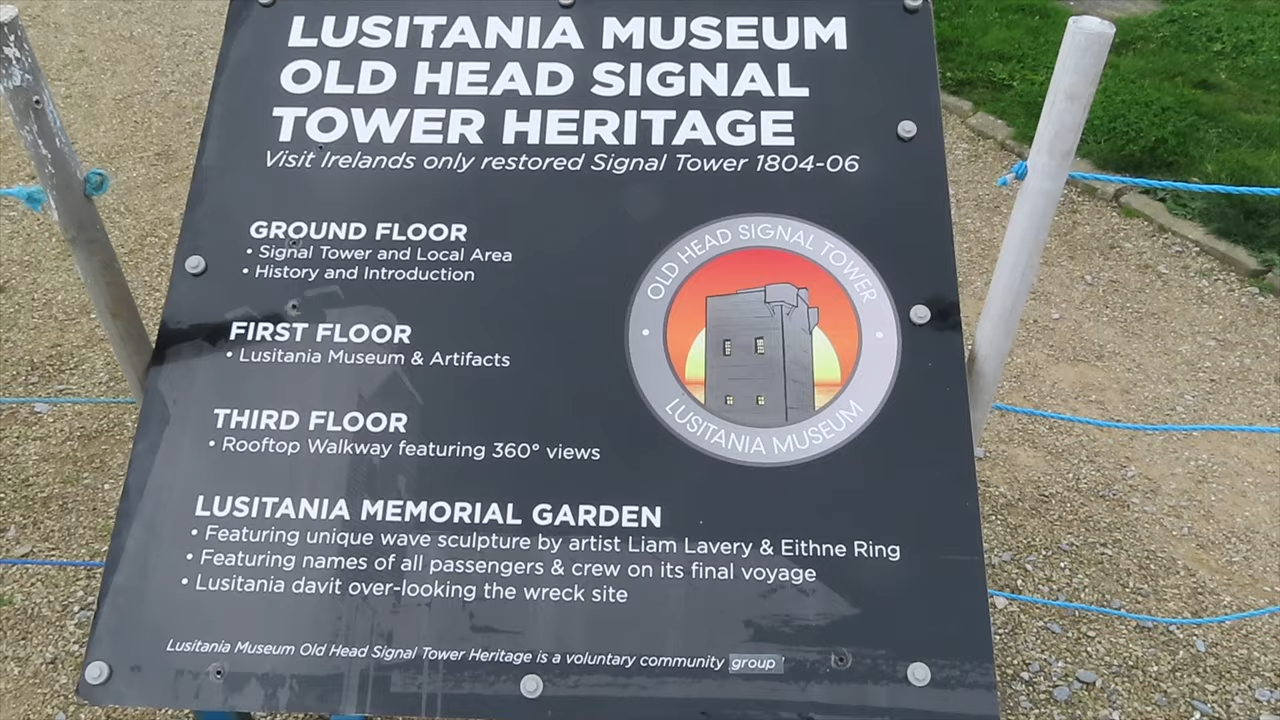 LUSITANIA MUSEUM
OLD HEAD SIGNAL
TOWER HERITAGE
Visit Irelands only restored Signal Tower 1804-06
GROUND FLOOR
• Signal Tower and Local Area
• History and Introduction
FIRST FLOOR
• Lusitania Museum & Artifacts
THIRD FLOOR
• Rooftop Walkway featuring 360° views
OLD HEAD SIGNAL TOWER
• LUSITANIA MUSEUM •
LUSITANIA MEMORIAL GARDEN
• Featuring unique wave sculpture by artist Liam Lavery & Eithne Ring
• Featuring names of all passengers & crew on its final voyage
• Lusitania davit over-looking the wreck site
Lusitania Museum Old Head Signal Tower Heritage is a voluntary community group